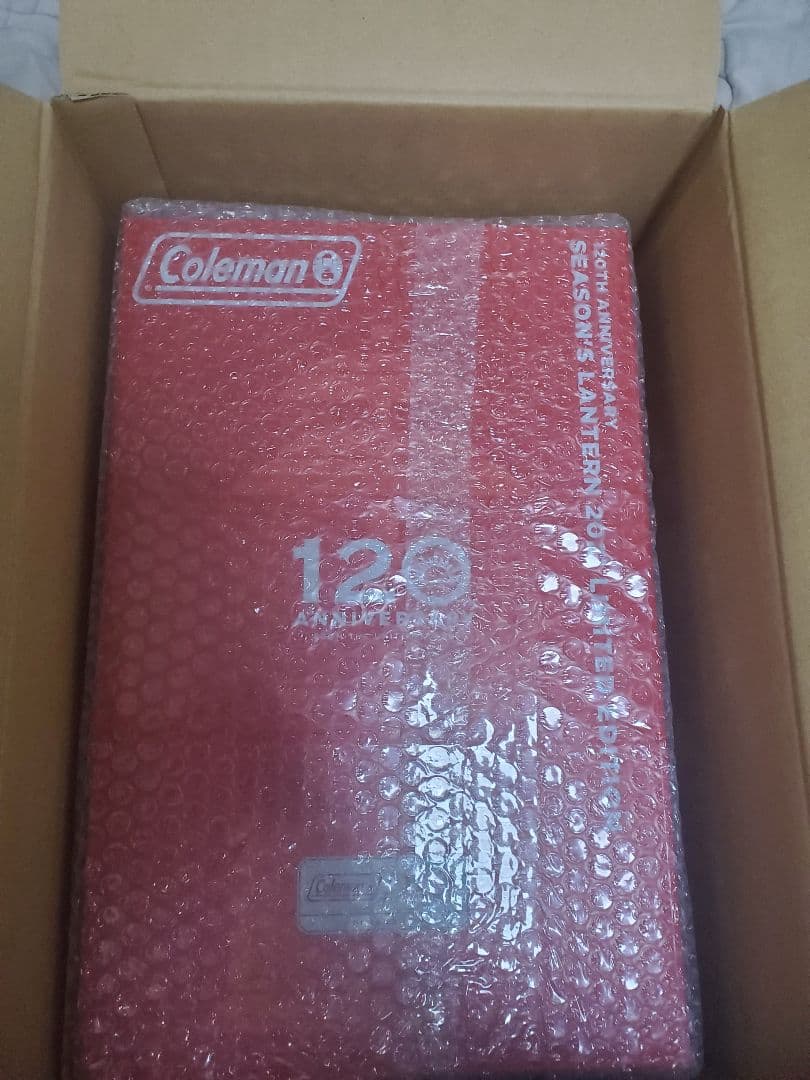 Coleman
120TH ANNIVERSARY
SEASON'S LANTERN LIMITED EDITION
120
ANNIVERSARY
Coleman